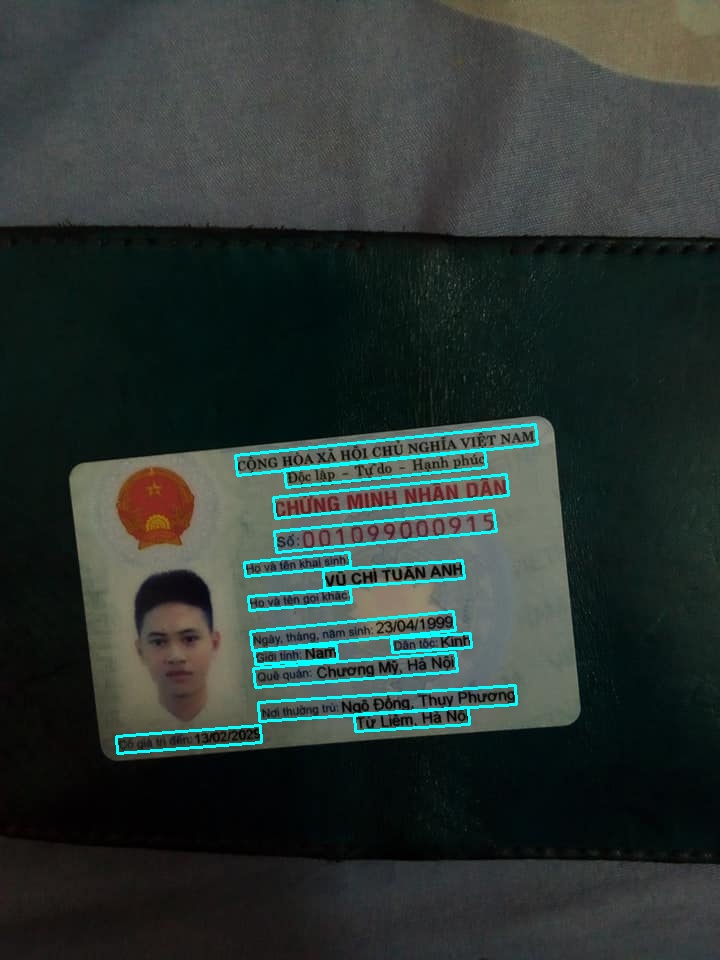 CỘNG HÒA XÃ HỘI CHỦ NGHĨA VIỆT NAM
Độc lập - Tự do - Hạnh phúc
CHỨNG MINH NHÂN DÂN
Số: 001099000915
Họ và tên khai sinh:
VŨ CHÍ TUẤN ANH
Họ và tên gọi khác:
Ngày, tháng, năm sinh: 23/04/1999
Giới tính: Nam Dân tộc: Kinh
Quê quán: Chương Mỹ, Hà Nội
Nơi thường trú: Ngõ Đồng, Thụy Phương
Từ Liêm, Hà Nội
Có giá trị đến: 13/02/2029